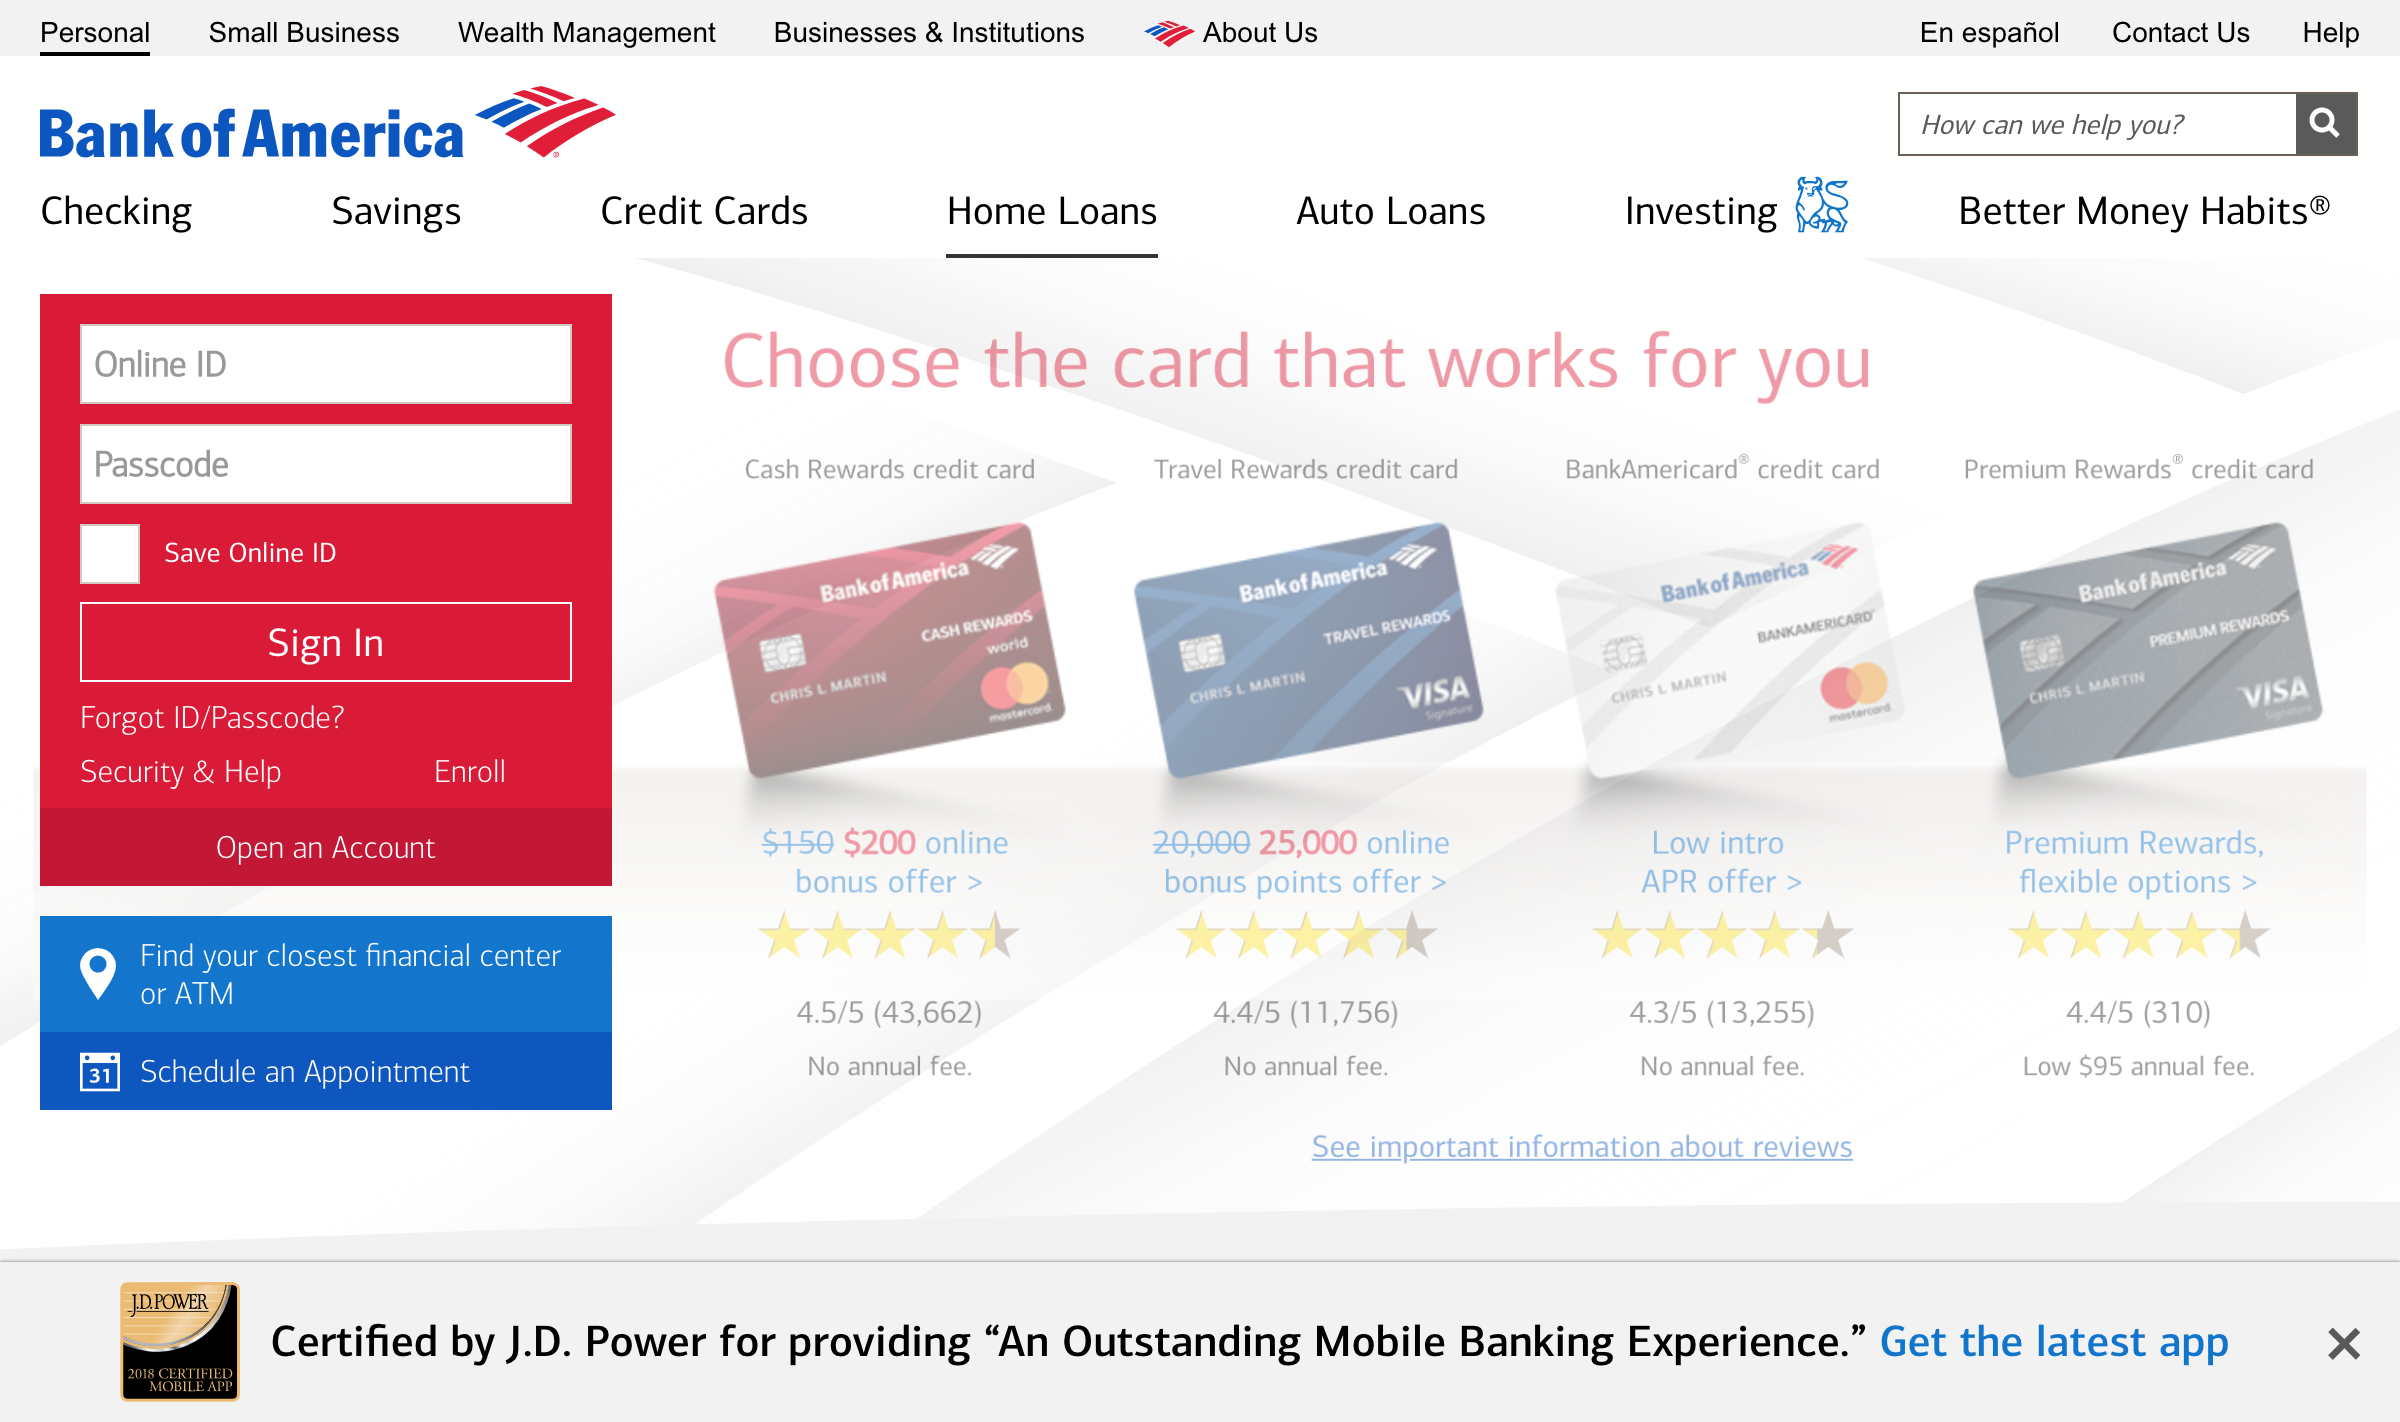 Personal
Small Business
Wealth Management
Businesses & Institutions
About Us
En español
Contact Us
Help
Bank of America
How can we help you?
Checking
Savings
Credit Cards
Home Loans
Auto Loans
Investing
Better Money Habits®
Online ID
Passcode
Save Online ID
Sign In
Forgot ID/Passcode?
Security & Help
Enroll
Open an Account
Find your closest financial center
or ATM
31
Schedule an Appointment
Choose the card that works for you
Cash Rewards credit card
Bank of America
CASH REWARDS
world
CHRIS L MARTIN
mastercard
$150 $200 online
bonus offer >
4.5/5 (43,662)
No annual fee.
Travel Rewards credit card
Bank of America
TRAVEL REWARDS
CHRIS L MARTIN
VISA
Signature
20,000 25,000 online
bonus points offer >
4.4/5 (11,756)
No annual fee.
BankAmericard® credit card
Bank of America
BANKAMERICARD
CHRIS L MARTIN
mastercard
Low intro
APR offer >
4.3/5 (13,255)
No annual fee.
Premium Rewards® credit card
Bank of America
PREMIUM REWARDS
CHRIS L MARTIN
VISA
Signature
Premium Rewards,
flexible options >
4.4/5 (310)
Low $95 annual fee.
See important information about reviews
J.D. POWER
2018 CERTIFIED
MOBILE APP
Certified by J.D. Power for providing “An Outstanding Mobile Banking Experience.” Get the latest app